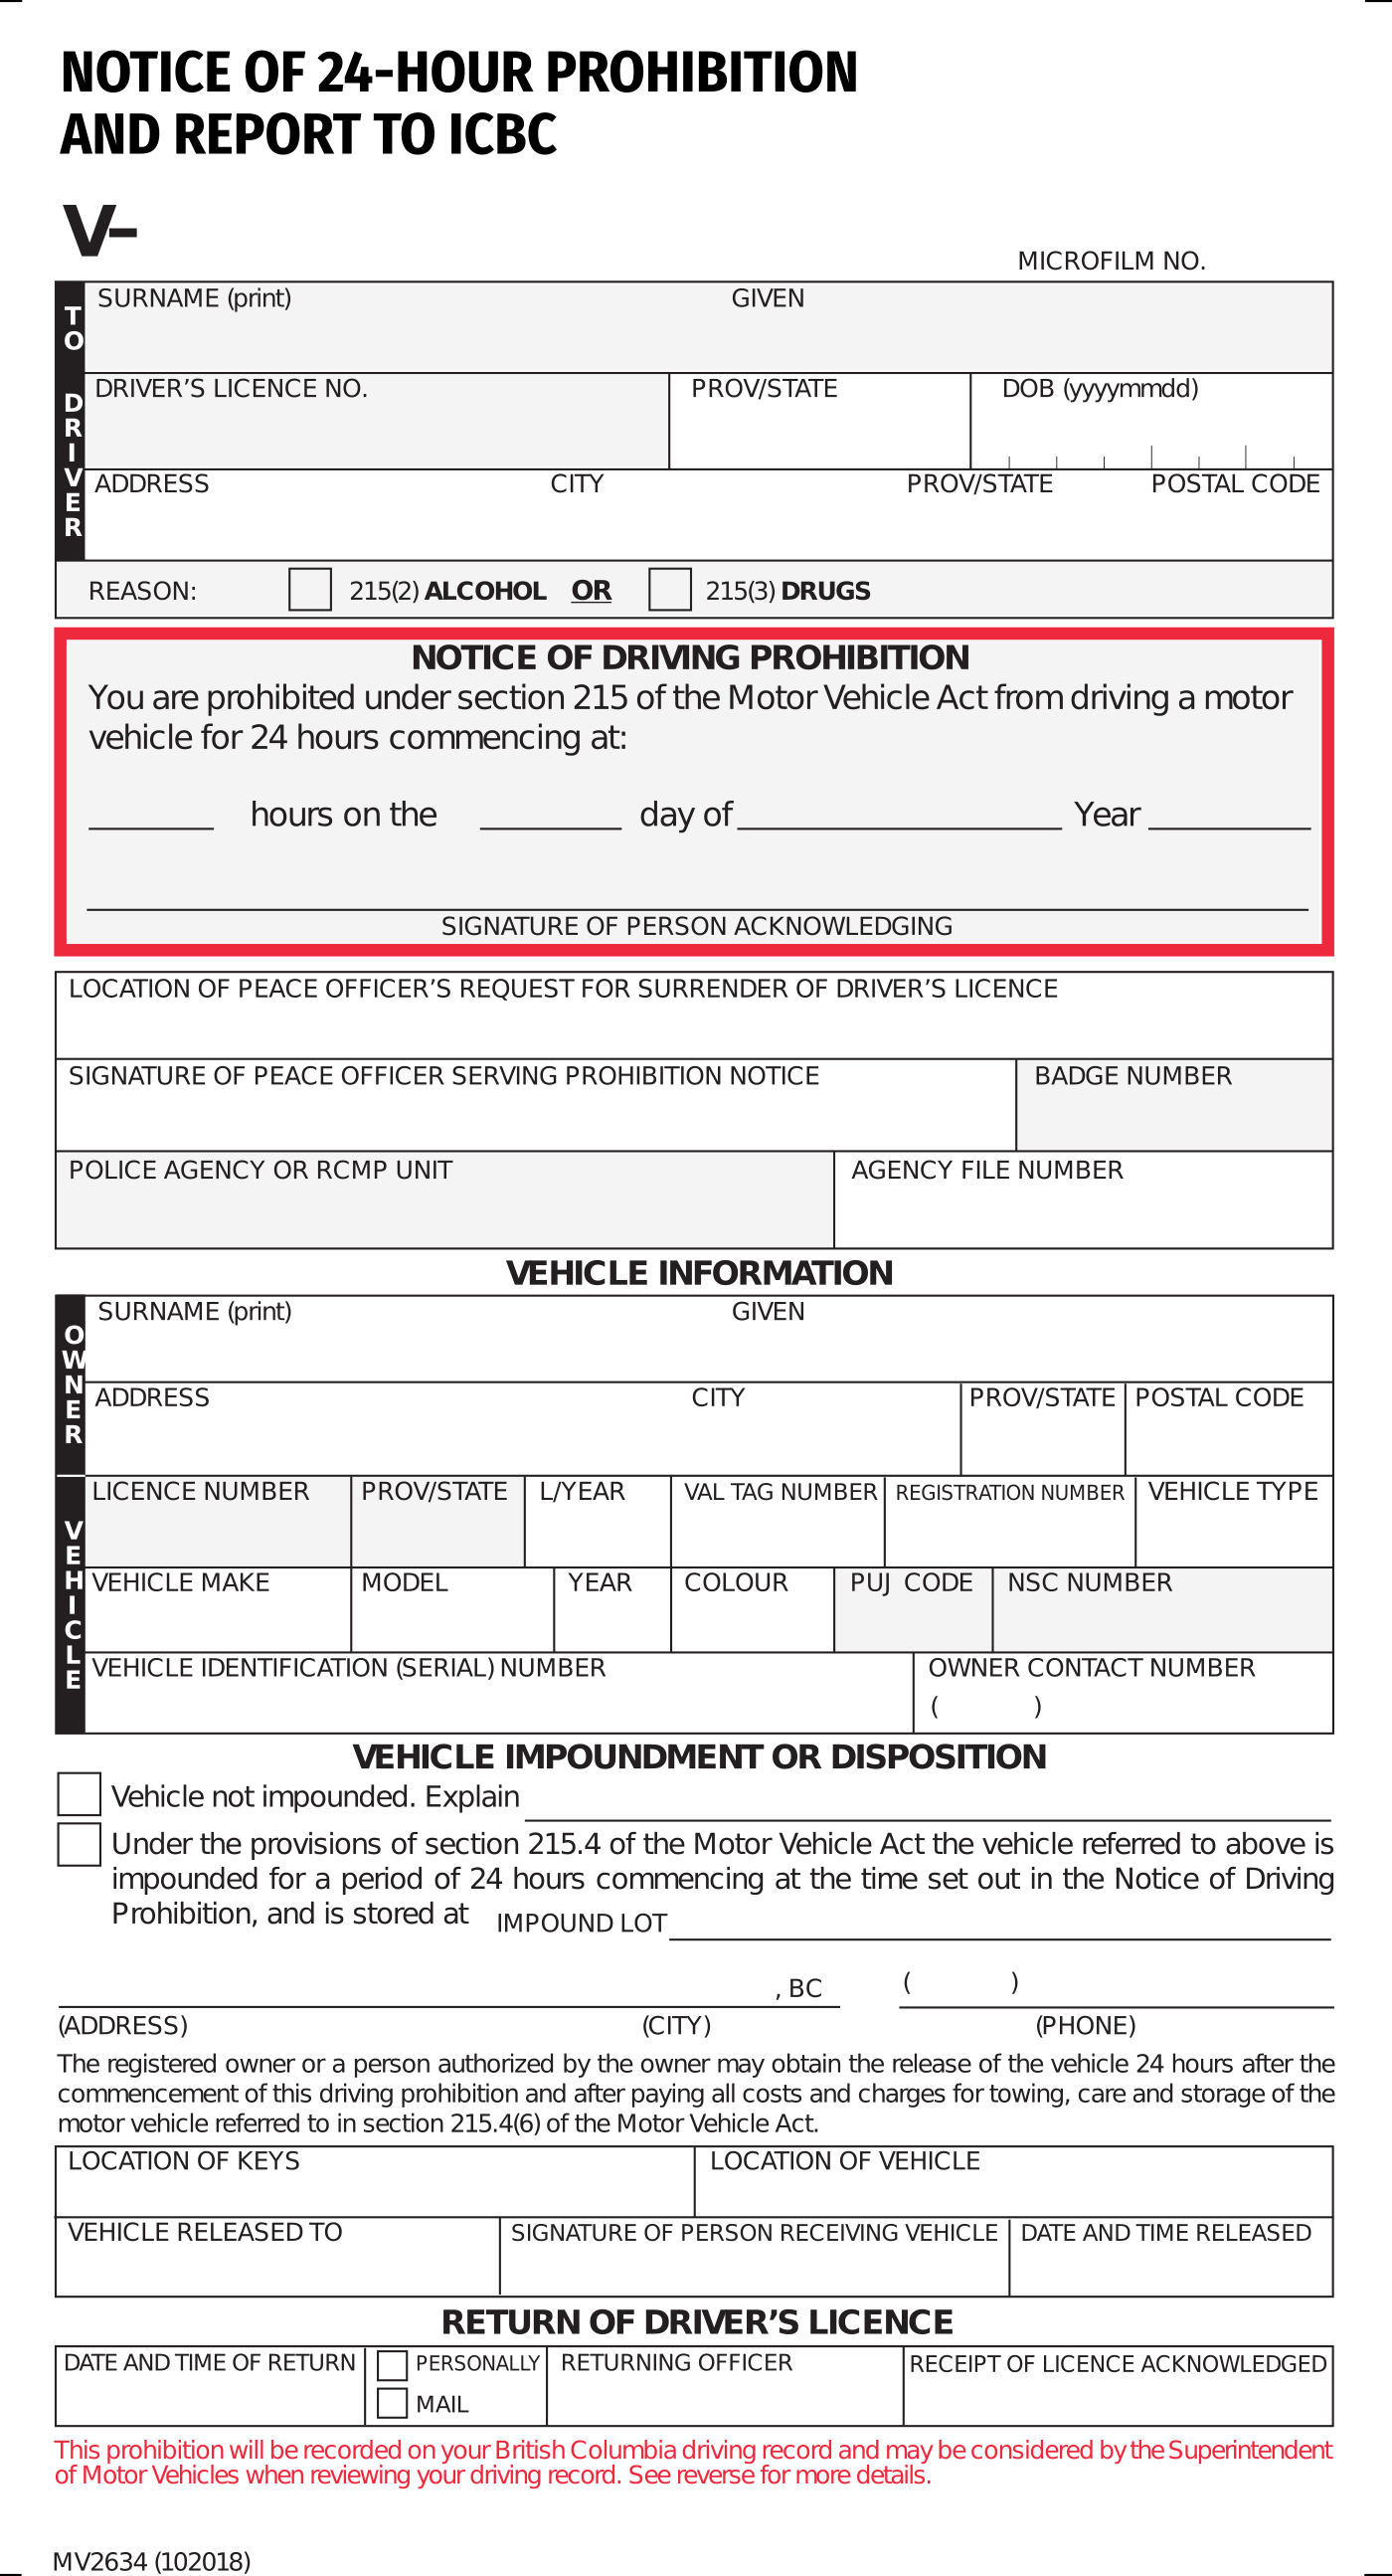 NOTICE OF 24-HOUR PROHIBITION
AND REPORT TO ICBC
V–
MICROFILM NO.
TO DRIVER
SURNAME (print) GIVEN
DRIVER’S LICENCE NO. PROV/STATE DOB (yyyymmdd)
ADDRESS CITY PROV/STATE POSTAL CODE
REASON: 215(2) ALCOHOL OR 215(3) DRUGS
NOTICE OF DRIVING PROHIBITION
You are prohibited under section 215 of the Motor Vehicle Act from driving a motor
vehicle for 24 hours commencing at:
______ hours on the ______ day of ______ Year ______
SIGNATURE OF PERSON ACKNOWLEDGING
LOCATION OF PEACE OFFICER’S REQUEST FOR SURRENDER OF DRIVER’S LICENCE
SIGNATURE OF PEACE OFFICER SERVING PROHIBITION NOTICE BADGE NUMBER
POLICE AGENCY OR RCMP UNIT AGENCY FILE NUMBER
VEHICLE INFORMATION
OWNER
SURNAME (print) GIVEN
ADDRESS CITY PROV/STATE POSTAL CODE
VEHICLE
LICENCE NUMBER PROV/STATE L/YEAR VAL TAG NUMBER REGISTRATION NUMBER VEHICLE TYPE
VEHICLE MAKE MODEL YEAR COLOUR PUJ CODE NSC NUMBER
VEHICLE IDENTIFICATION (SERIAL) NUMBER OWNER CONTACT NUMBER
( )
VEHICLE IMPOUNDMENT OR DISPOSITION
Vehicle not impounded. Explain
Under the provisions of section 215.4 of the Motor Vehicle Act the vehicle referred to above is
impounded for a period of 24 hours commencing at the time set out in the Notice of Driving
Prohibition, and is stored at IMPOUND LOT
, BC ( )
(ADDRESS) (CITY) (PHONE)
The registered owner or a person authorized by the owner may obtain the release of the vehicle 24 hours after the
commencement of this driving prohibition and after paying all costs and charges for towing, care and storage of the
motor vehicle referred to in section 215.4(6) of the Motor Vehicle Act.
LOCATION OF KEYS LOCATION OF VEHICLE
VEHICLE RELEASED TO SIGNATURE OF PERSON RECEIVING VEHICLE DATE AND TIME RELEASED
RETURN OF DRIVER’S LICENCE
DATE AND TIME OF RETURN PERSONALLY RETURNING OFFICER RECEIPT OF LICENCE ACKNOWLEDGED
MAIL
This prohibition will be recorded on your British Columbia driving record and may be considered by the Superintendent
of Motor Vehicles when reviewing your driving record. See reverse for more details.
MV2634 (102018)